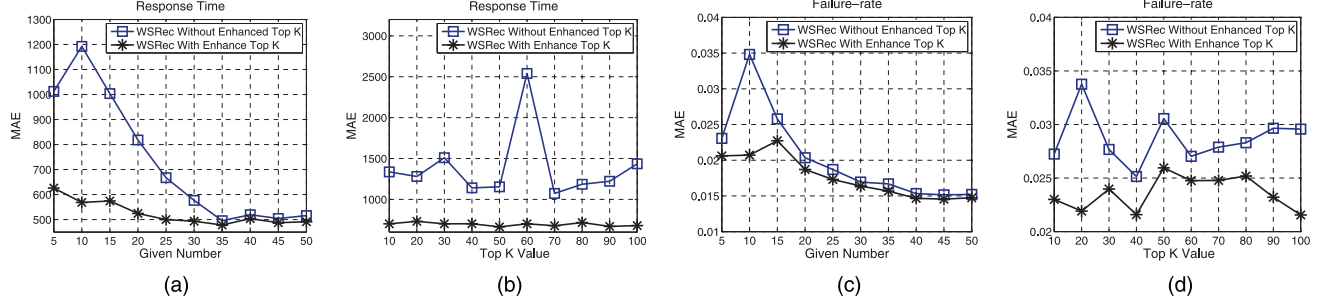 Response Time
WSRec Without Enhanced Top K
WSRec With Enhance Top K
MAE
1300
1200
1100
1000
900
800
700
600
500
5 10 15 20 25 30 35 40 45 50
Given Number
(a)
Response Time
WSRec Without Enhanced Top K
WSRec With Enhance Top K
MAE
3000
2500
2000
1500
1000
10 20 30 40 50 60 70 80 90 100
Top K Value
(b)
Failure-rate
WSRec Without Enhanced Top K
WSRec With Enhance Top K
MAE
0.04
0.035
0.03
0.025
0.02
0.015
0.01
5 10 15 20 25 30 35 40 45 50
Given Number
(c)
Failure-rate
WSRec Without Enhanced Top K
WSRec With Enhance Top K
MAE
0.04
0.035
0.03
0.025
0.02
10 20 30 40 50 60 70 80 90 100
Top K Value
(d)